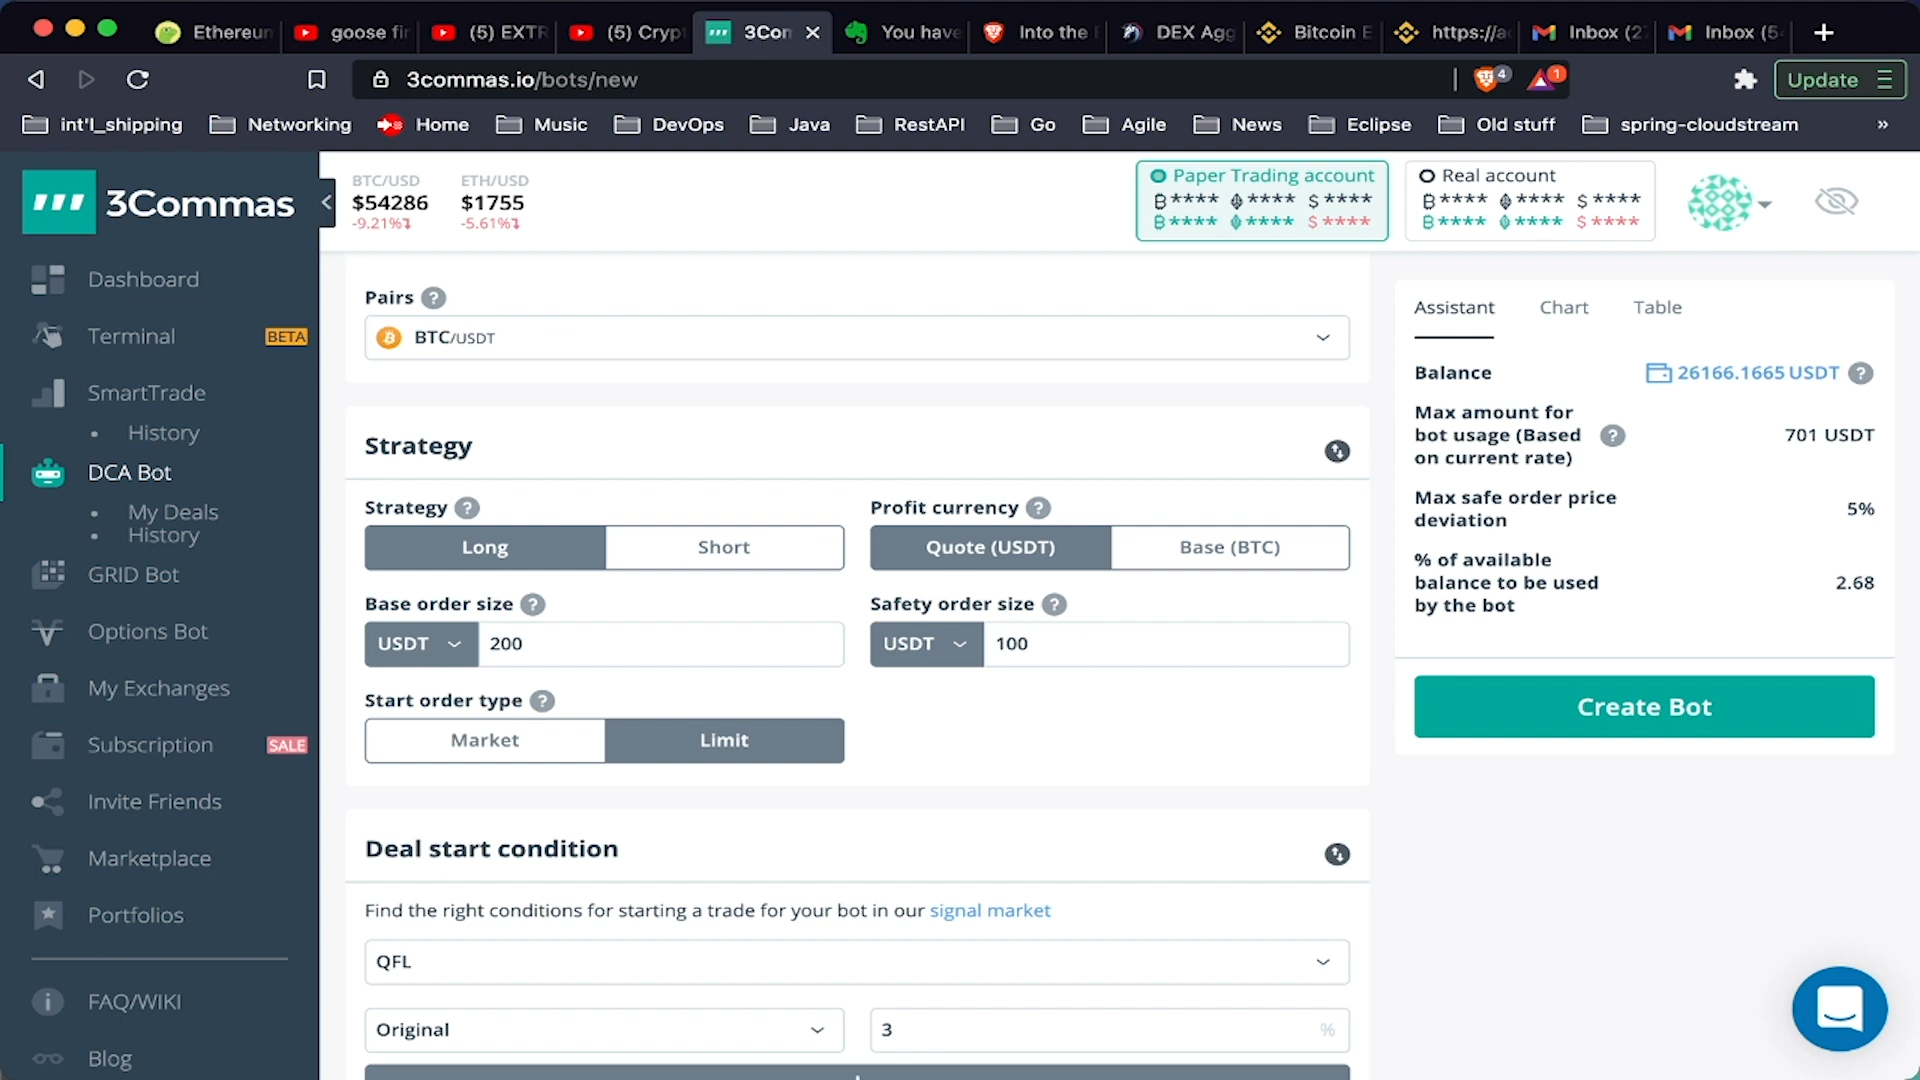 Ethereun
goose fir
(5) EXTR
(5) Crypt
3Con
You have
Into the
DEX Agg
Bitcoin E
https://a
Inbox (2
Inbox (5
3commas.io/bots/new
4
1
Update
int'l_shipping
Networking
Home
Music
DevOps
Java
RestAPI
Go
Agile
News
Eclipse
Old stuff
spring-cloudstream
»
3Commas
BTC/USD
$54286
-9.21%
ETH/USD
$1755
-5.61%
Paper Trading account
**** **** $ ****
**** **** $ ****
Real account
**** **** $ ****
**** **** $ ****
Dashboard
Terminal
BETA
SmartTrade
• History
DCA Bot
• My Deals
• History
GRID Bot
Options Bot
My Exchanges
Subscription
SALE
Invite Friends
Marketplace
Portfolios
FAQ/WIKI
Blog
Pairs ?
BTC/USDT
Strategy
Strategy ?
Long
Short
Profit currency ?
Quote (USDT)
Base (BTC)
Base order size ?
USDT
200
Safety order size ?
USDT
100
Start order type ?
Market
Limit
Deal start condition
Find the right conditions for starting a trade for your bot in our signal market
QFL
Original
3
%
Assistant
Chart
Table
Balance
26166.1665 USDT ?
Max amount for
bot usage (Based ?
on current rate)
701 USDT
Max safe order price
deviation
5%
% of available
balance to be used
by the bot
2.68
Create Bot